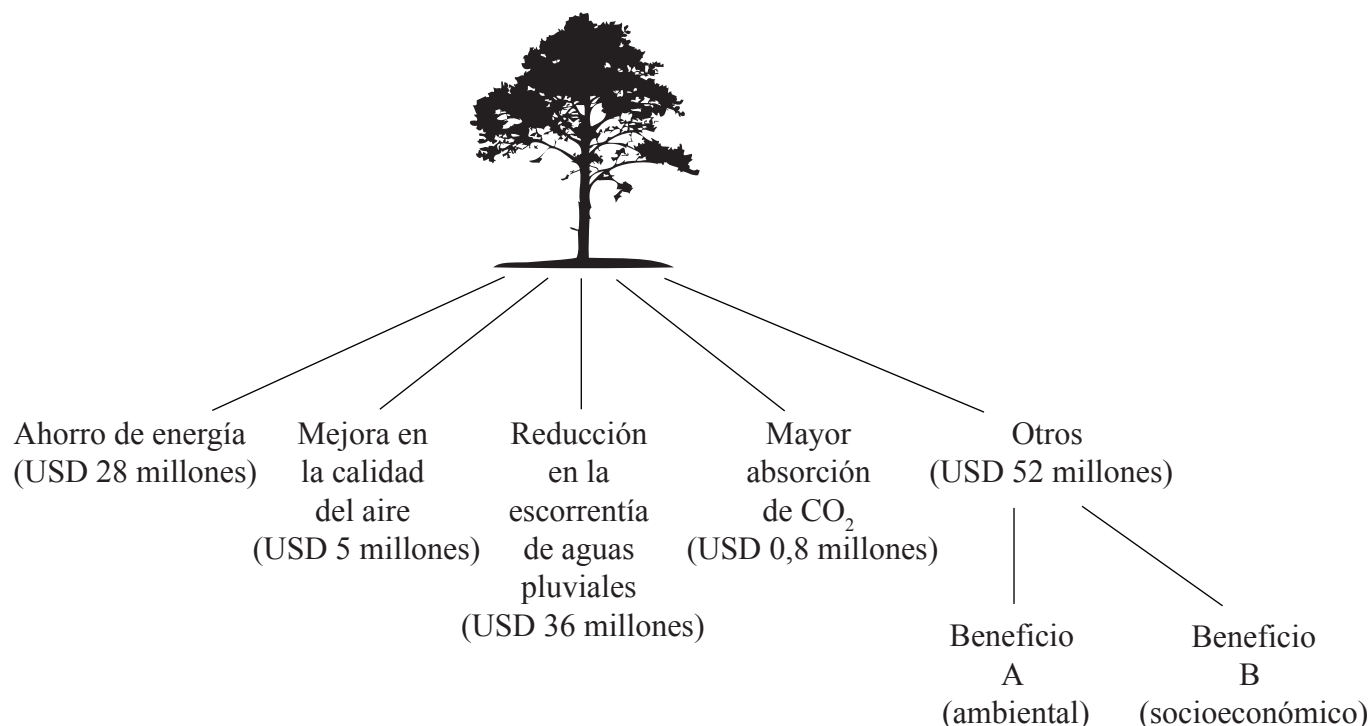 Ahorro de energía
(USD 28 millones)
Mejora en
la calidad
del aire
(USD 5 millones)
Reducción
en la
escorrentía
de aguas
pluviales
(USD 36 millones)
Mayor
absorción
de CO₂
(USD 0,8 millones)
Otros
(USD 52 millones)
Beneficio
A
(ambiental)
Beneficio
B
(socioeconómico)